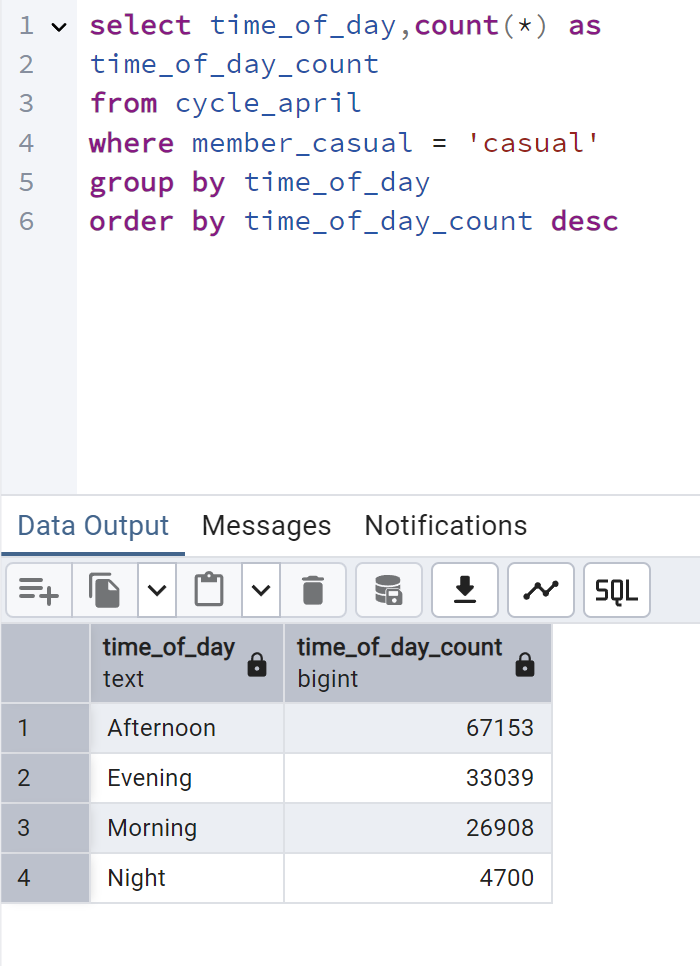 1 select time_of_day,count(*) as
2 time_of_day_count
3 from cycle_april
4 where member_casual = 'casual'
5 group by time_of_day
6 order by time_of_day_count desc
Data Output Messages Notifications
SQL
time_of_day time_of_day_count
text bigint
1 Afternoon 67153
2 Evening 33039
3 Morning 26908
4 Night 4700